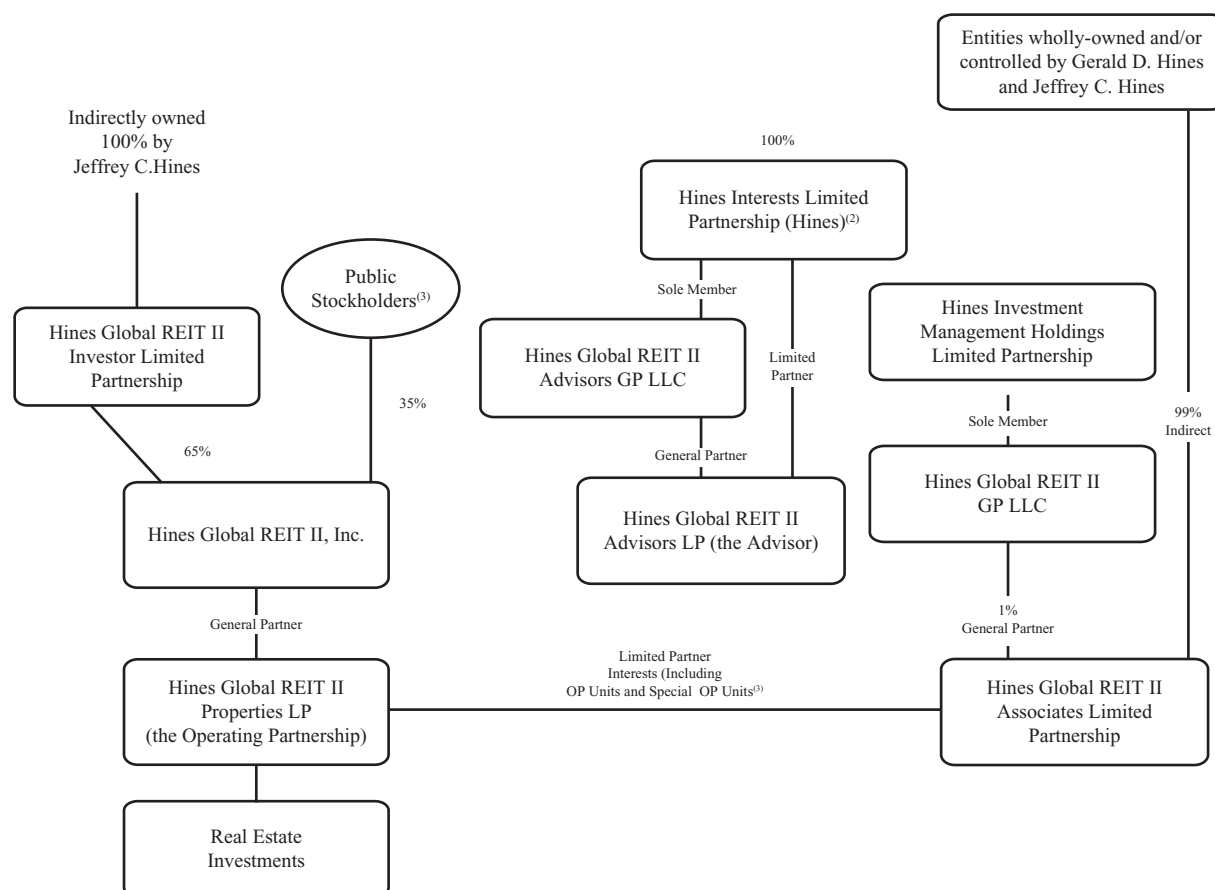 Entities wholly-owned and/or
controlled by Gerald D. Hines
and Jeffrey C. Hines
Indirectly owned
100% by
Jeffrey C.Hines
100%
Hines Interests Limited
Partnership (Hines)(2)
Public
Stockholders(3)
Sole Member
Hines Global REIT II
Investor Limited
Partnership
Hines Global REIT II
Advisors GP LLC
Limited
Partner
Hines Investment
Management Holdings
Limited Partnership
35%
65%
99%
Indirect
Sole Member
General Partner
Hines Global REIT II, Inc.
Hines Global REIT II
Advisors LP (the Advisor)
Hines Global REIT II
GP LLC
General Partner
1%
General Partner
Limited Partner
Interests (Including
OP Units and Special OP Units(3)
Hines Global REIT II
Properties LP
(the Operating Partnership)
Hines Global REIT II
Associates Limited
Partnership
Real Estate
Investments